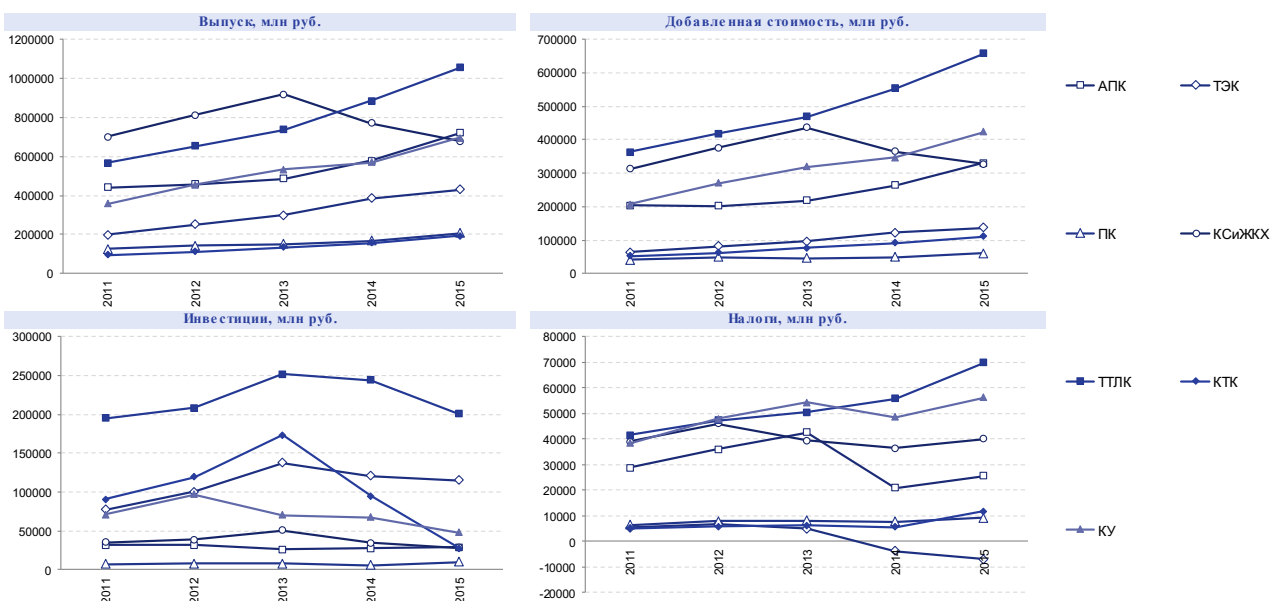 Выпуск, млн руб.
1200000
1000000
800000
600000
400000
200000
0
2011 2012 2013 2014 2015
Добавленная стоимость, млн руб.
700000
600000
500000
400000
300000
200000
100000
0
2011 2012 2013 2014 2015
Инвестиции, млн руб.
300000
250000
200000
150000
100000
50000
0
2011 2012 2013 2014 2015
Налоги, млн руб.
80000
70000
60000
50000
40000
30000
20000
10000
0
-10000
-20000
2011 2012 2013 2014 2015
АПК ТЭК
ПК КСиЖКХ
ТТЛК КТК
КУ